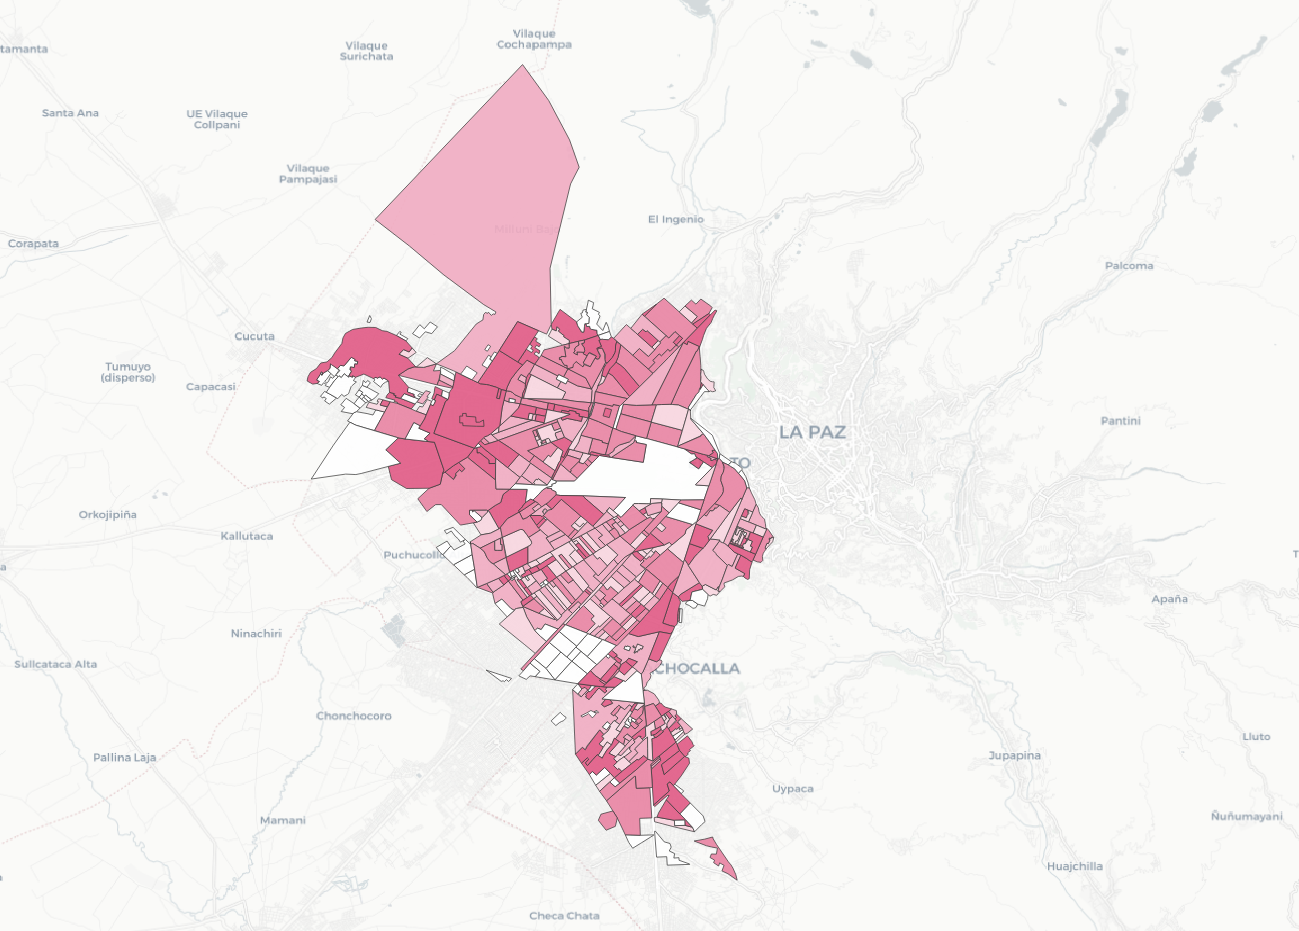 Vilaque
Cochapampa
Vilaque
Surichata
tamanta
Santa Ana
UE Vilaque
Collpani
Vilaque
Pampajasi
El Ingenio
Milluni Bajo
Corapata
Palcoma
Cucuta
Tumuyo
(disperso)
Capacasi
Pantini
LA PAZ
TO
Orkojipiña
Kallutaca
Puchucollo
Apaña
Ninachiri
Sullcataca Alta
CHOCALLA
Chonchocoro
Lluto
Pallina Laja
Jupapina
Uypaca
Mamani
Ñuñumayani
Huajchilla
Checa Chata